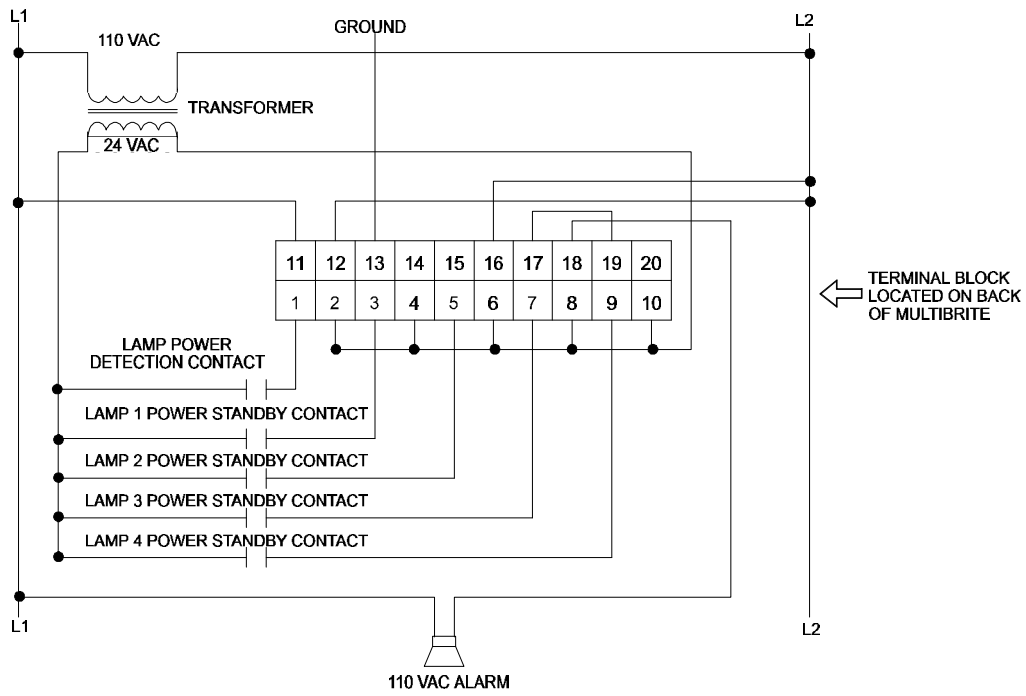 L1
L2
110 VAC
GROUND
TRANSFORMER
24 VAC
11 12 13 14 15 16 17 18 19 20
1 2 3 4 5 6 7 8 9 10
TERMINAL BLOCK
LOCATED ON BACK
OF MULTIBRITE
LAMP POWER
DETECTION CONTACT
LAMP 1 POWER STANDBY CONTACT
LAMP 2 POWER STANDBY CONTACT
LAMP 3 POWER STANDBY CONTACT
LAMP 4 POWER STANDBY CONTACT
L1
L2
110 VAC ALARM